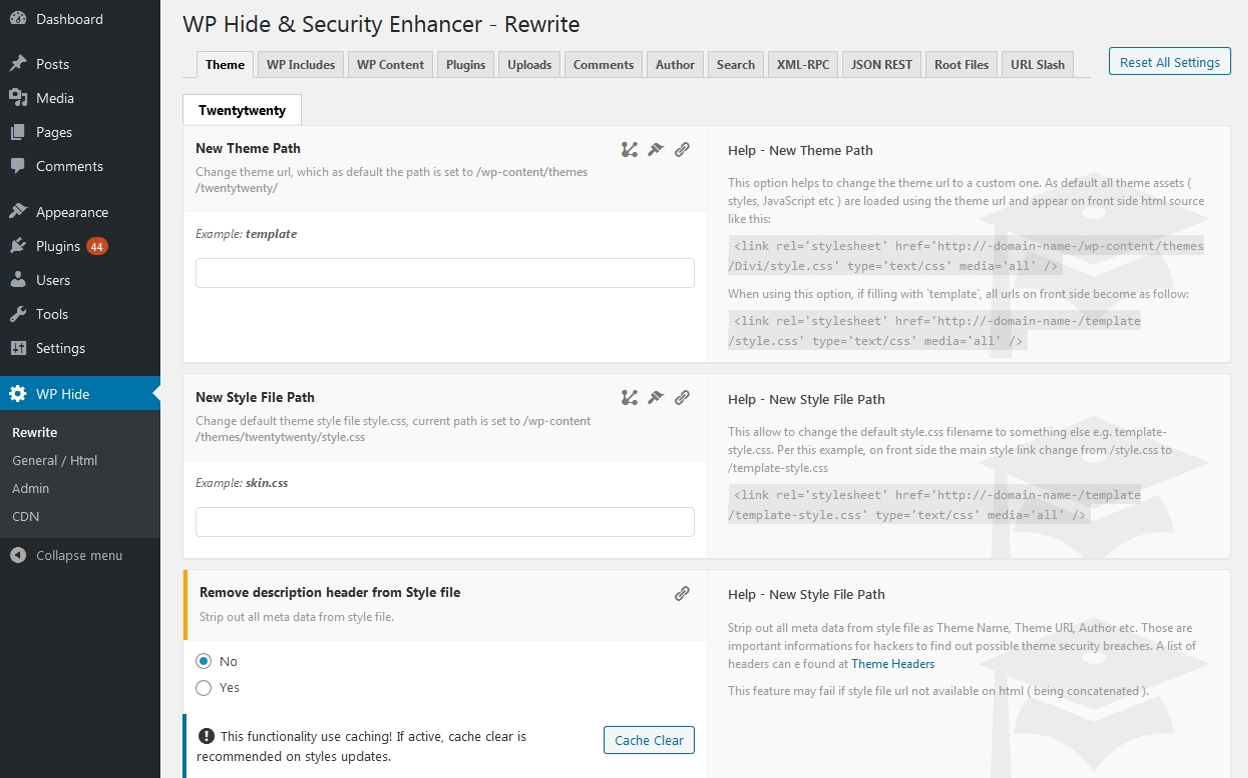 Dashboard
Posts
Media
Pages
Comments
Appearance
Plugins 44
Users
Tools
Settings
WP Hide
Rewrite
General / Html
Admin
CDN
Collapse menu
WP Hide & Security Enhancer - Rewrite
Theme WP Includes WP Content Plugins Uploads Comments Author Search XML-RPC JSON REST Root Files URL Slash
Reset All Settings
Twentytwenty
New Theme Path
Change theme url, which as default the path is set to /wp-content/themes
/twentytwenty/
Example: template
Help - New Theme Path
This option helps to change the theme url to a custom one. As default all theme assets (
styles, JavaScript etc ) are loaded using the theme url and appear on front side html source
like this:
<link rel='stylesheet' href='http://-domain-name-/wp-content/themes
/Divi/style.css' type='text/css' media='all' />
When using this option, if filling with `template`, all urls on front side become as follow:
<link rel='stylesheet' href='http://-domain-name-/template
/style.css' type='text/css' media='all' />
New Style File Path
Change default theme style file style.css, current path is set to /wp-content
/themes/twentytwenty/style.css
Example: skin.css
Help - New Style File Path
This allow to change the default style.css filename to something else e.g. template-
style.css. Per this example, on front side the main style link change from /style.css to
/template-style.css
<link rel='stylesheet' href='http://-domain-name-/template
/template-style.css' type='text/css' media='all' />
Remove description header from Style file
Strip out all meta data from style file.
No
Yes
This functionality use caching! If active, cache clear is
recommended on styles updates.
Cache Clear
Help - New Style File Path
Strip out all meta data from style file as Theme Name, Theme URI, Author etc. Those are
important informations for hackers to find out possible theme security breaches. A list of
headers can e found at Theme Headers
This feature may fail if style file url not available on html ( being concatenated ).